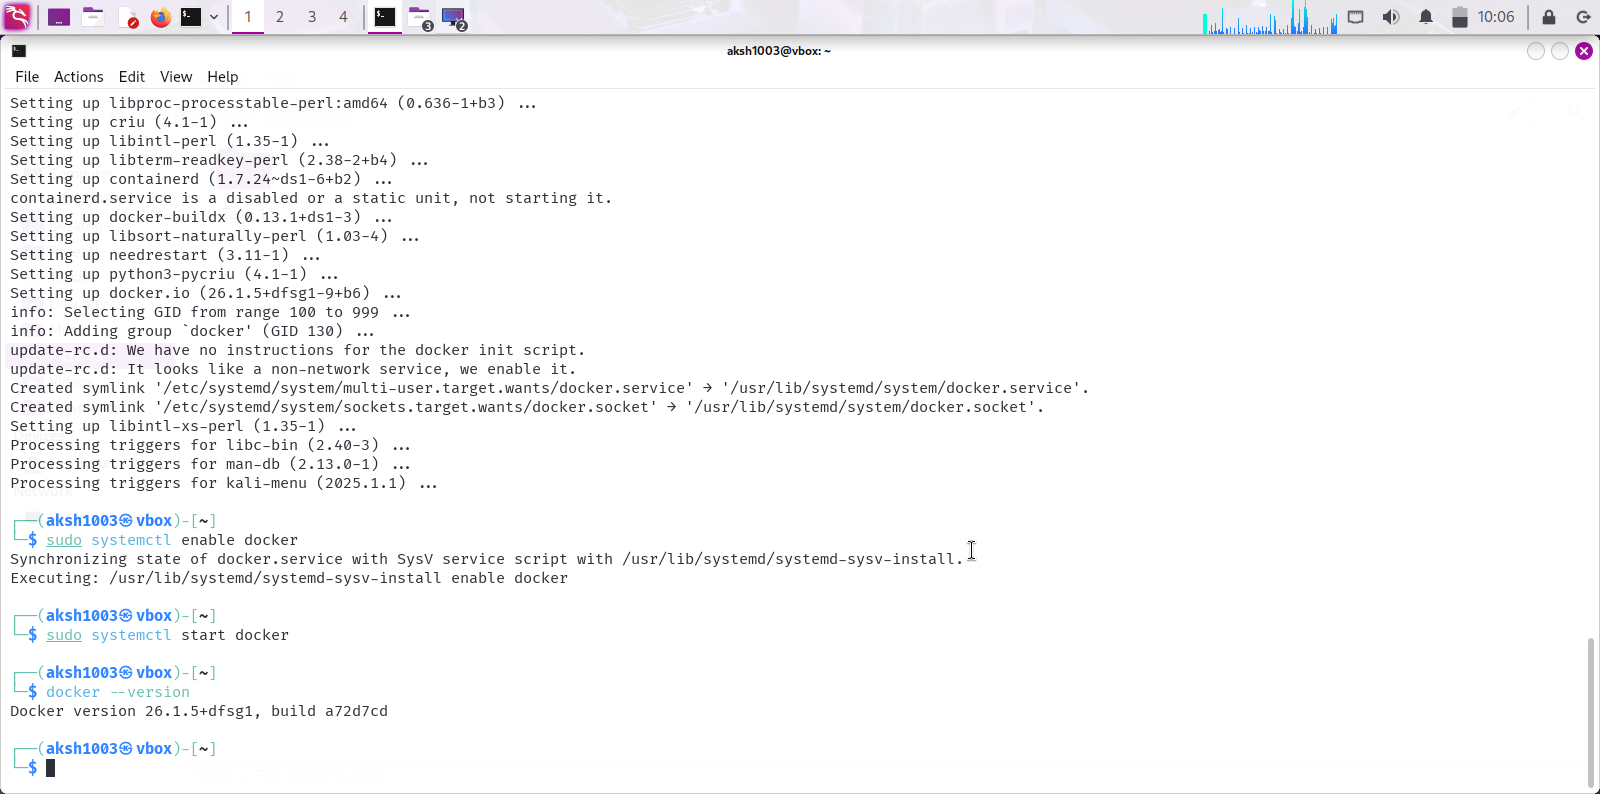 1 2 3 4 3 2 10:06
aksh1003@vbox: ~
File Actions Edit View Help
Setting up libproc-processtable-perl:amd64 (0.636-1+b3) ...
Setting up criu (4.1-1) ...
Setting up libintl-perl (1.35-1) ...
Setting up libterm-readkey-perl (2.38-2+b4) ...
Setting up containerd (1.7.24~ds1-6+b2) ...
containerd.service is a disabled or a static unit, not starting it.
Setting up docker-buildx (0.13.1+ds1-3) ...
Setting up libsort-naturally-perl (1.03-4) ...
Setting up needrestart (3.11-1) ...
Setting up python3-pycriu (4.1-1) ...
Setting up docker.io (26.1.5+dfsg1-9+b6) ...
info: Selecting GID from range 100 to 999 ...
info: Adding group `docker' (GID 130) ...
update-rc.d: We have no instructions for the docker init script.
update-rc.d: It looks like a non-network service, we enable it.
Created symlink '/etc/systemd/system/multi-user.target.wants/docker.service' → '/usr/lib/systemd/system/docker.service'.
Created symlink '/etc/systemd/system/sockets.target.wants/docker.socket' → '/usr/lib/systemd/system/docker.socket'.
Setting up libintl-xs-perl (1.35-1) ...
Processing triggers for libc-bin (2.40-3) ...
Processing triggers for man-db (2.13.0-1) ...
Processing triggers for kali-menu (2025.1.1) ...
┌──(aksh1003㉿vbox)-[~]
└─$ sudo systemctl enable docker
Synchronizing state of docker.service with SysV service script with /usr/lib/systemd/systemd-sysv-install.
Executing: /usr/lib/systemd/systemd-sysv-install enable docker
┌──(aksh1003㉿vbox)-[~]
└─$ sudo systemctl start docker
┌──(aksh1003㉿vbox)-[~]
└─$ docker --version
Docker version 26.1.5+dfsg1, build a72d7cd
┌──(aksh1003㉿vbox)-[~]
└─$